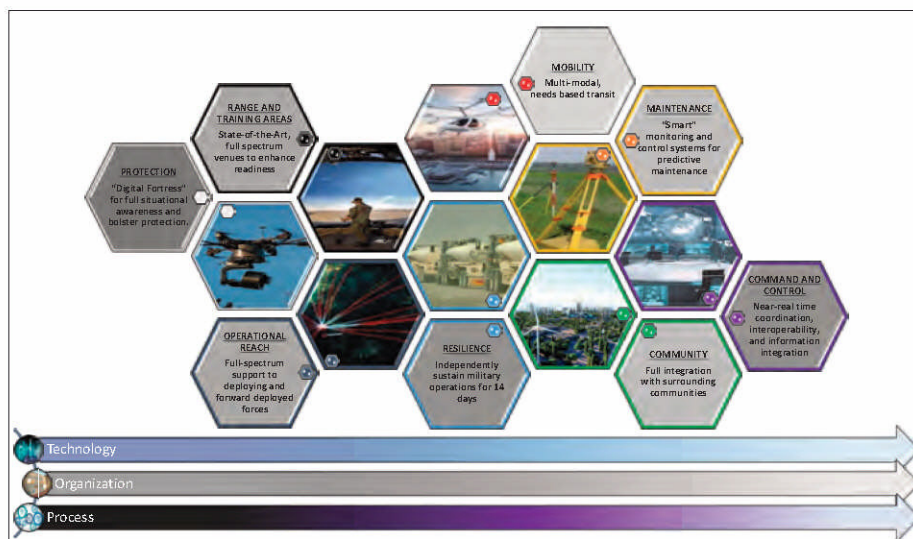 MOBILITY
Multi-modal,
needs based transit
RANGE AND
TRAINING AREAS
State-of-the-Art,
full spectrum
venues to enhance
readiness
MAINTENANCE
"Smart"
monitoring and
control systems for
predictive
maintenance
PROTECTION
"Digital Fortress"
for full situational
awareness and
bolster protection.
COMMAND AND
CONTROL
Near-real time
coordination,
interoperability,
and information
integration
OPERATIONAL
REACH
Full-spectrum
support to
deploying and
forward deployed
forces
RESILIENCE
Independently
sustain military
operations for 14
days
COMMUNITY
Full integration
with surrounding
communities
Technology
Organization
Process